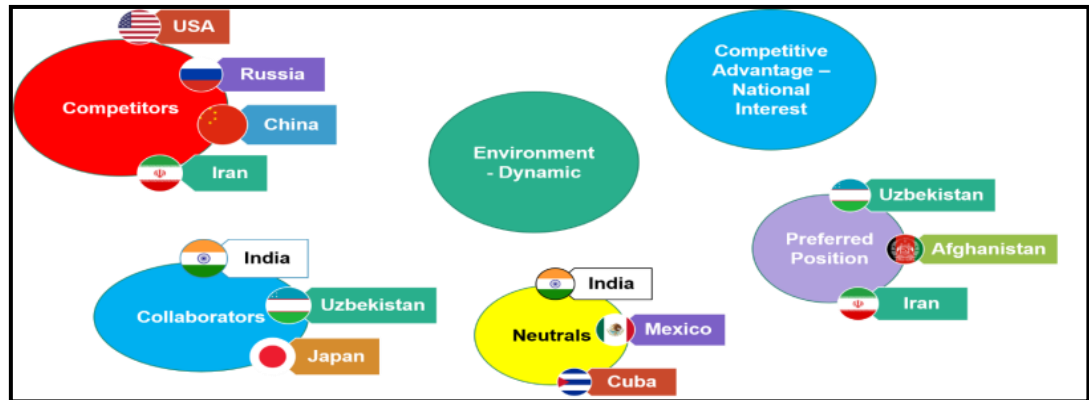 USA
Competitors
Russia
China
Iran
Environment
- Dynamic
Competitive
Advantage –
National
Interest
India
Collaborators
Uzbekistan
Japan
India
Neutrals
Mexico
Cuba
Uzbekistan
Preferred
Position
Afghanistan
Iran